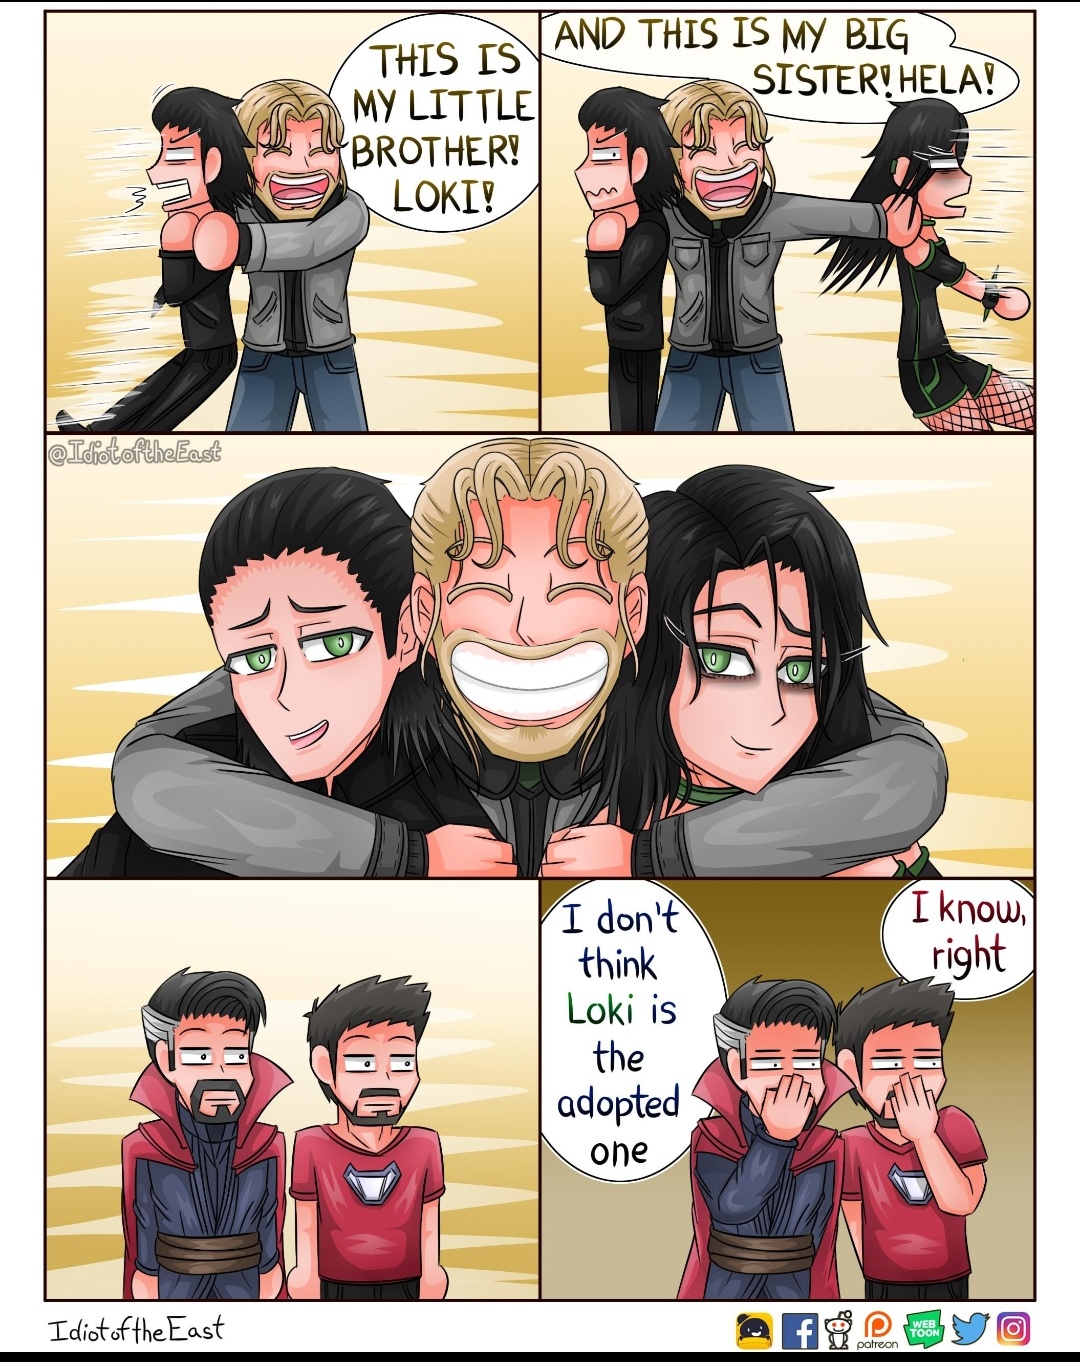 THIS IS
MY LITTLE
BROTHER!
LOKI!
AND THIS IS MY BIG
SISTER! HELA!
@IdiotoftheEast
I don't
think
Loki is
the
adopted
one
I know,
right
IdiotoftheEast
patreon
WEB
TOON